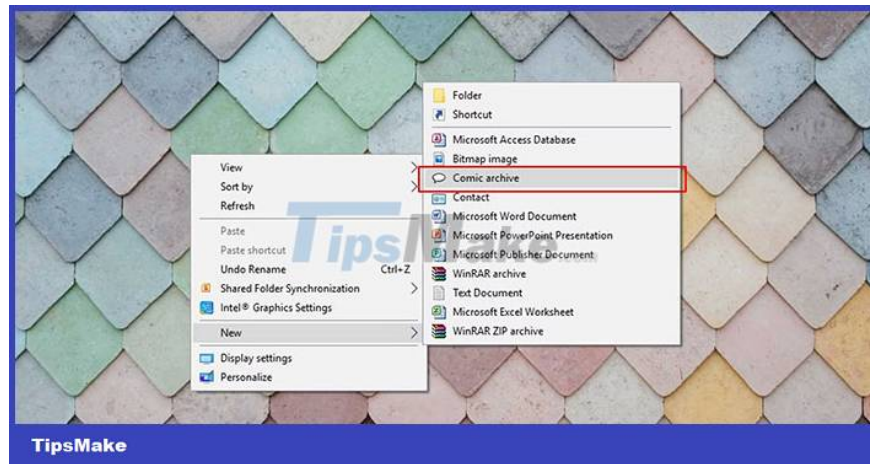 View
Sort by
Refresh
Paste
Paste shortcut
Undo Rename Ctrl+Z
Shared Folder Synchronization
Intel® Graphics Settings
New
Display settings
Personalize
Folder
Shortcut
Microsoft Access Database
Bitmap image
Comic archive
Contact
Microsoft Word Document
Microsoft PowerPoint Presentation
Microsoft Publisher Document
WinRAR archive
Text Document
Microsoft Excel Worksheet
WinRAR ZIP archive
TipsMake
TipsMake